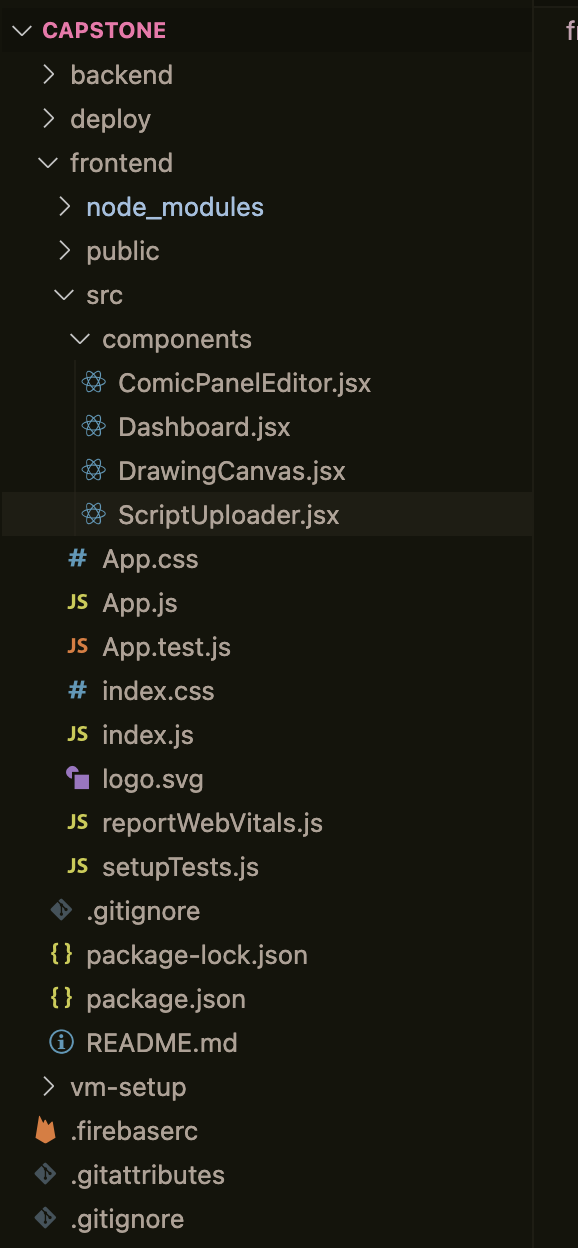 CAPSTONE
backend
deploy
frontend
node_modules
public
src
components
ComicPanelEditor.jsx
Dashboard.jsx
DrawingCanvas.jsx
ScriptUploader.jsx
# App.css
JS App.js
JS App.test.js
# index.css
JS index.js
logo.svg
JS reportWebVitals.js
JS setupTests.js
.gitignore
{} package-lock.json
{} package.json
README.md
vm-setup
.firebaserc
.gitattributes
.gitignore